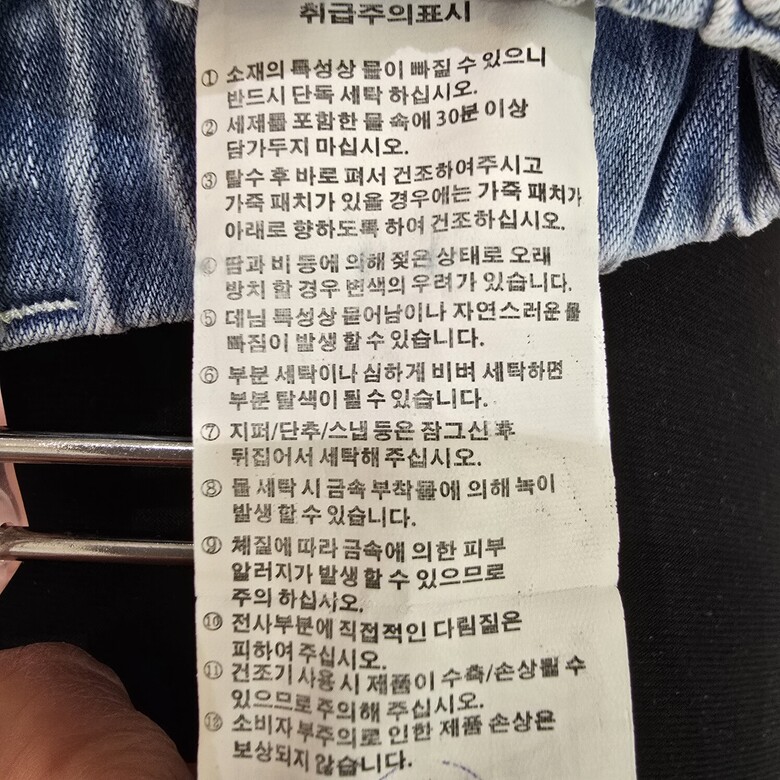 취급주의표시
① 소재의 특성상 물이 빠질 수 있으니
반드시 단독 세탁 하십시오.
② 세제를 포함한 물 속에 30분 이상
담가두지 마십시오.
③ 탈수 후 바로 펴서 건조하여주시고
가죽 패치가 있을 경우에는 가죽 패치가
아래로 향하도록 하여 건조하십시오.
④ 땀과 비 등에 의해 젖은 상태로 오래
방치 할 경우 변색의 우려가 있습니다.
⑤ 데님 특성상 묻어남이나 자연스러운 물
빠짐이 발생 할 수 있습니다.
⑥ 부분 세탁이나 심하게 비벼 세탁하면
부분 탈색이 될 수 있습니다.
⑦ 지퍼/단추/스냅 등은 잠그신 후
뒤집어서 세탁해 주십시오.
⑧ 물 세탁 시 금속 부착물에 의해 녹이
발생 할 수 있습니다.
⑨ 체질에 따라 금속에 의한 피부
알러지가 발생 할 수 있으므로
주의 하십시오.
⑩ 전사부분에 직접적인 다림질은
피하여 주십시오.
⑪ 건조기 사용 시 제품이 수축/손상될 수
있으므로 주의해 주십시오.
⑫ 소비자 부주의로 인한 제품 손상은
보상되지 않습니다.